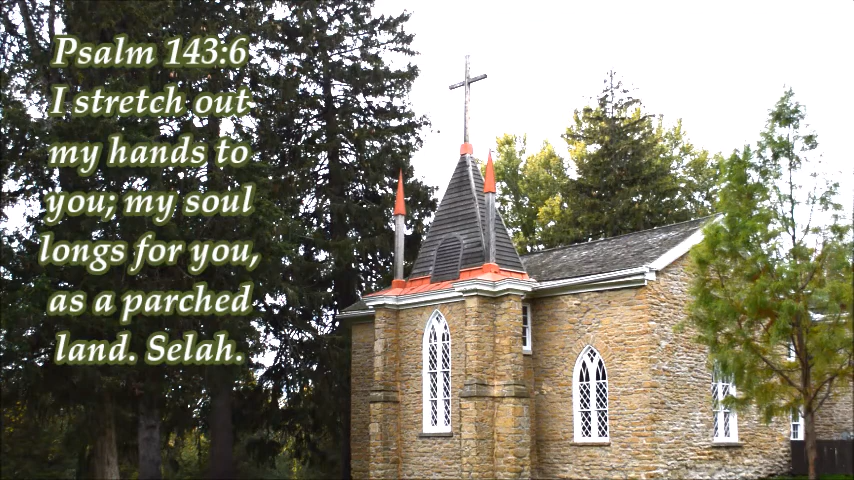 Psalm 143:6
I stretch out
my hands to
you; my soul
longs for you,
as a parched
land. Selah.